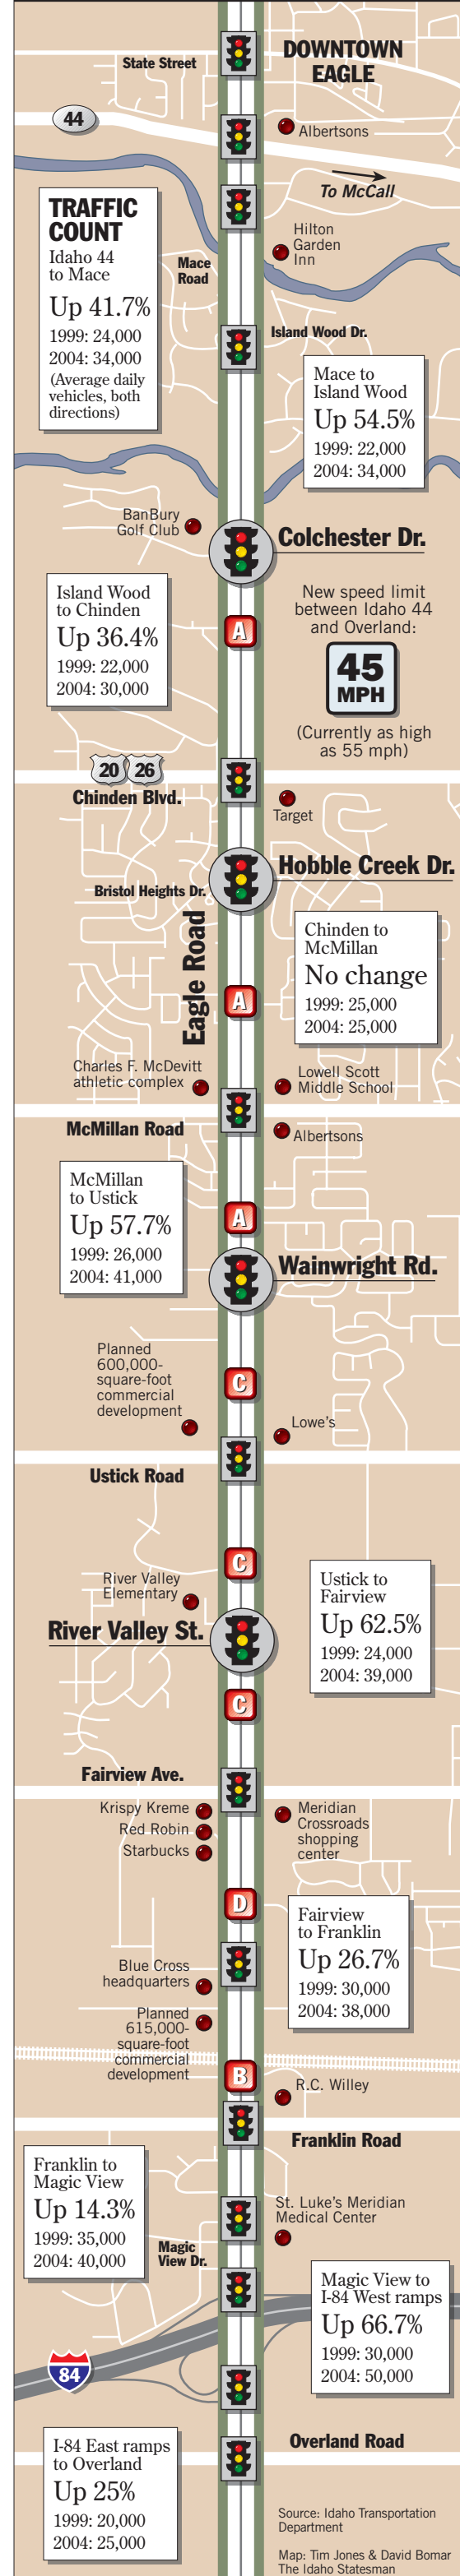 State Street
DOWNTOWN
EAGLE
44
Albertsons
To McCall
TRAFFIC
COUNT
Idaho 44
to Mace
Up 41.7%
1999: 24,000
2004: 34,000
(Average daily
vehicles, both
directions)
Hilton
Garden
Inn
Mace
Road
Island Wood Dr.
Mace to
Island Wood
Up 54.5%
1999: 22,000
2004: 34,000
BanBury
Golf Club
Colchester Dr.
Island Wood
to Chinden
Up 36.4%
1999: 22,000
2004: 30,000
A
New speed limit
between Idaho 44
and Overland:
45
MPH
(Currently as high
as 55 mph)
20 26
Chinden Blvd.
Target
Hobble Creek Dr.
Bristol Heights Dr.
Eagle Road
Chinden to
McMillan
No change
1999: 25,000
2004: 25,000
A
Charles F. McDevitt
athletic complex
Lowell Scott
Middle School
McMillan Road
Albertsons
McMillan
to Ustick
Up 57.7%
1999: 26,000
2004: 41,000
A
Wainwright Rd.
Planned
600,000-
square-foot
commercial
development
C
Lowe's
Ustick Road
C
River Valley
Elementary
Ustick to
Fairview
Up 62.5%
1999: 24,000
2004: 39,000
River Valley St.
C
Fairview Ave.
Krispy Kreme
Red Robin
Starbucks
Meridian
Crossroads
shopping
center
D
Fairview
to Franklin
Up 26.7%
1999: 30,000
2004: 38,000
Blue Cross
headquarters
Planned
615,000-
square-foot
commercial
development
B
R.C. Willey
Franklin Road
Franklin to
Magic View
Up 14.3%
1999: 35,000
2004: 40,000
St. Luke's Meridian
Medical Center
Magic
View Dr.
Magic View to
I-84 West ramps
Up 66.7%
1999: 30,000
2004: 50,000
84
Overland Road
I-84 East ramps
to Overland
Up 25%
1999: 20,000
2004: 25,000
Source: Idaho Transportation
Department
Map: Tim Jones & David Bomar
The Idaho Statesman